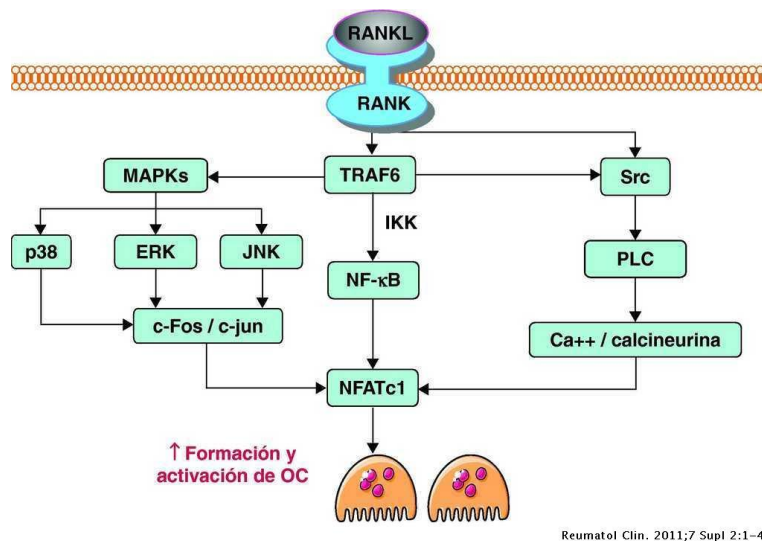 RANKL
RANK
MAPKs
TRAF6
Src
IKK
p38
ERK
JNK
NF-κB
PLC
c-Fos / c-jun
Ca++ / calcineurina
NFATc1
↑ Formación y
activación de OC
Reumatol Clin. 2011;7 Supl 2:1-4